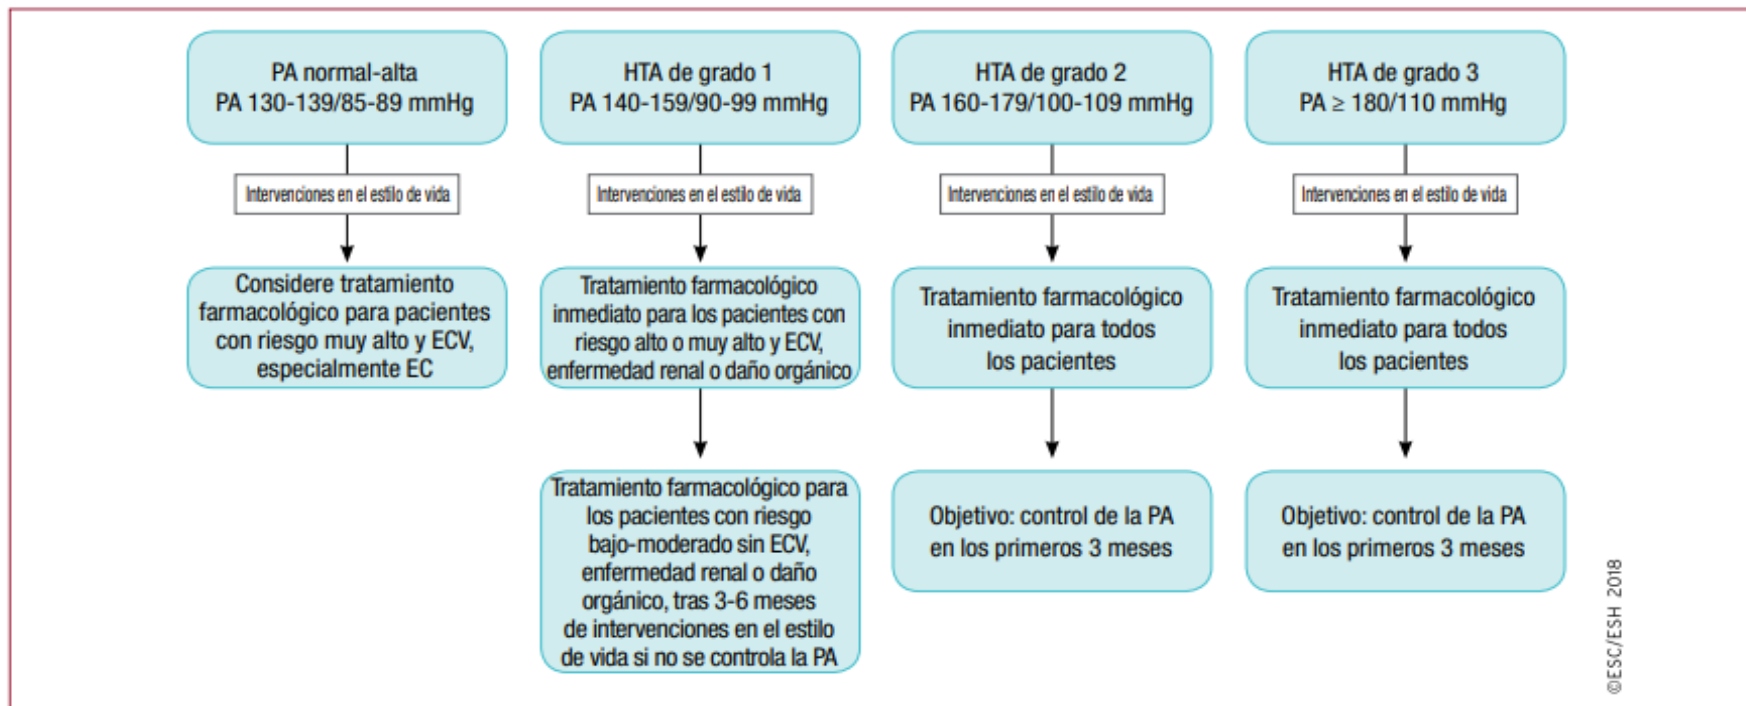 PA normal-alta
PA 130-139/85-89 mmHg
Intervenciones en el estilo de vida
Considere tratamiento
farmacológico para pacientes
con riesgo muy alto y ECV,
especialmente EC
HTA de grado 1
PA 140-159/90-99 mmHg
Intervenciones en el estilo de vida
Tratamiento farmacológico
inmediato para los pacientes con
riesgo alto o muy alto y ECV,
enfermedad renal o daño orgánico
Tratamiento farmacológico para
los pacientes con riesgo
bajo-moderado sin ECV,
enfermedad renal o daño
orgánico, tras 3-6 meses
de intervenciones en el estilo
de vida si no se controla la PA
HTA de grado 2
PA 160-179/100-109 mmHg
Intervenciones en el estilo de vida
Tratamiento farmacológico
inmediato para todos
los pacientes
Objetivo: control de la PA
en los primeros 3 meses
HTA de grado 3
PA ≥ 180/110 mmHg
Intervenciones en el estilo de vida
Tratamiento farmacológico
inmediato para todos
los pacientes
Objetivo: control de la PA
en los primeros 3 meses
©ESC/ESH 2018